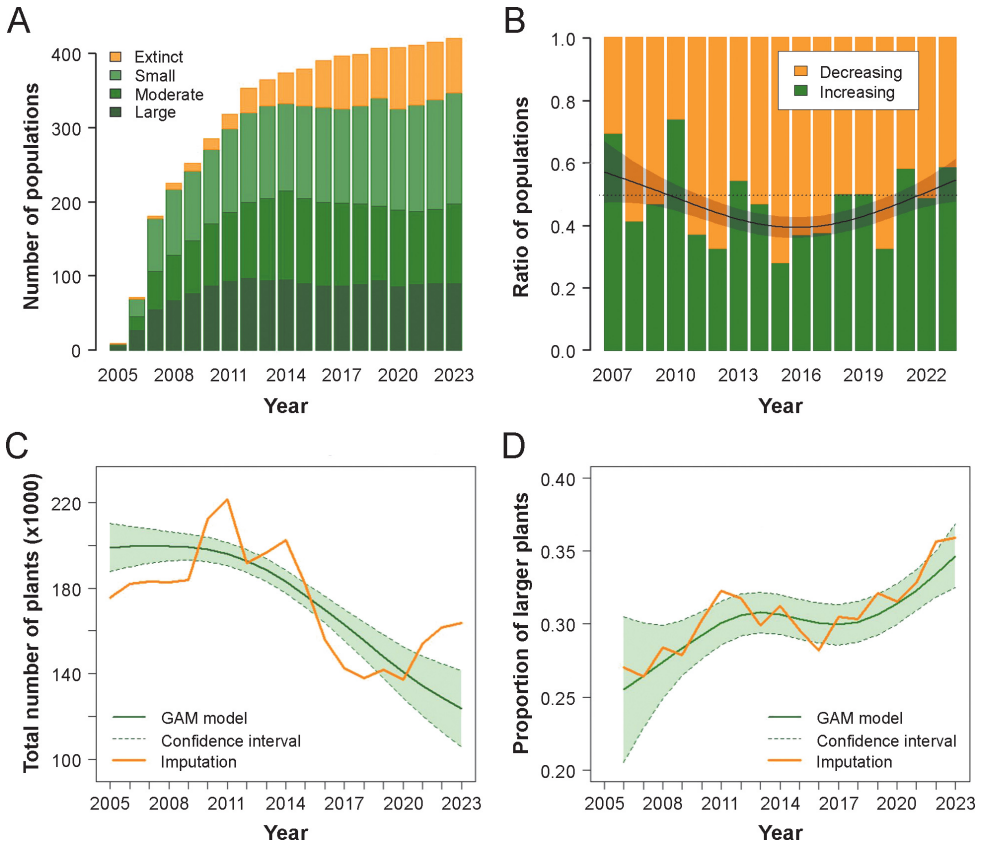 A
Number of populations
400
300
200
100
0
Extinct
Small
Moderate
Large
2005 2008 2011 2014 2017 2020 2023
Year
B
Ratio of populations
1.0
0.8
0.6
0.4
0.2
0.0
Decreasing
Increasing
2007 2010 2013 2016 2019 2022
Year
C
Total number of plants (x1000)
220
180
140
100
GAM model
Confidence interval
Imputation
2005 2008 2011 2014 2017 2020 2023
Year
D
Proportion of larger plants
0.40
0.35
0.30
0.25
0.20
GAM model
Confidence interval
Imputation
2005 2008 2011 2014 2017 2020 2023
Year